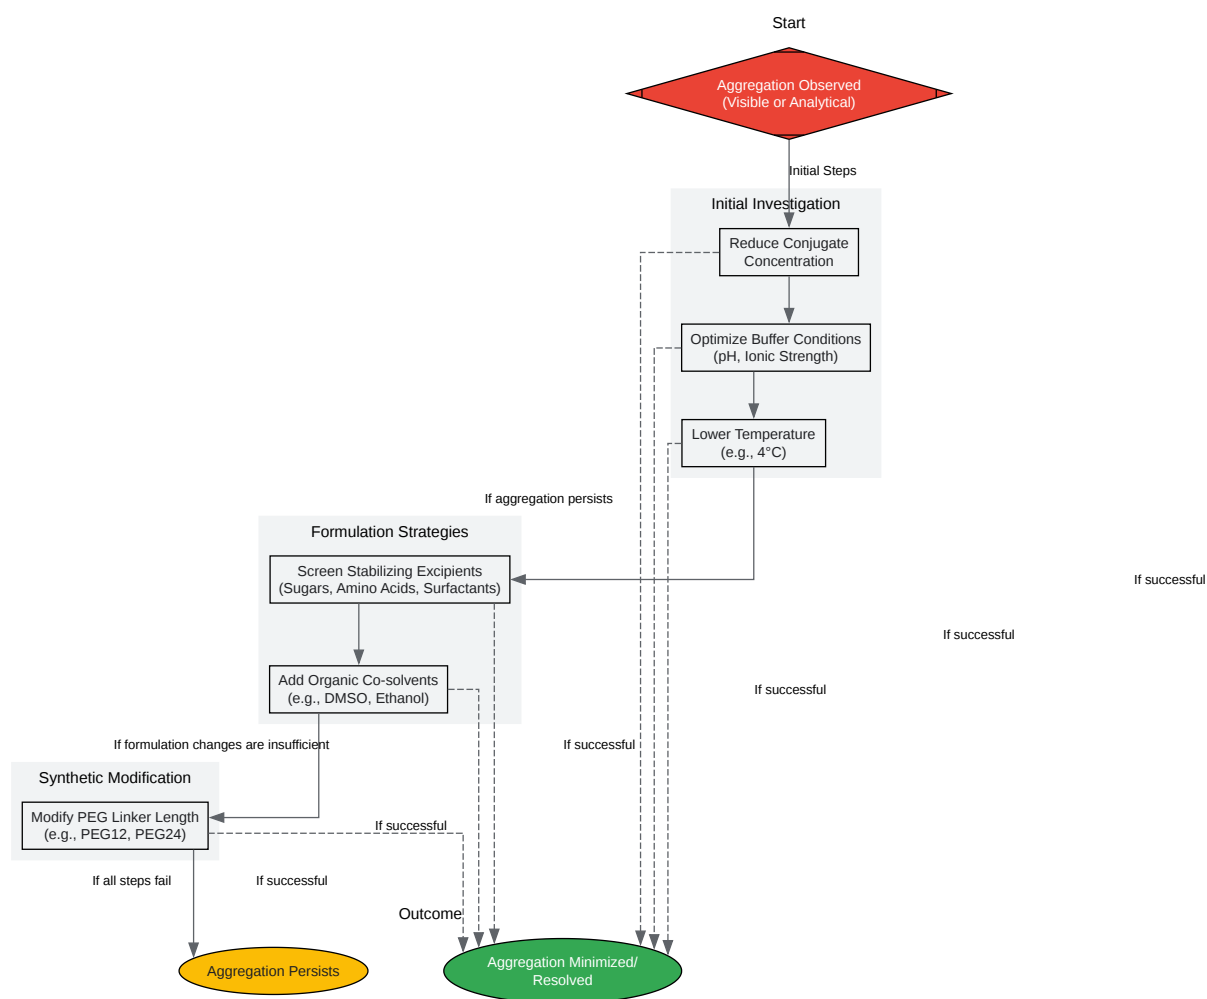 Start
Aggregation Observed
(Visible or Analytical)
Initial Steps
Initial Investigation
Reduce Conjugate
Concentration
Optimize Buffer Conditions
(pH, Ionic Strength)
Lower Temperature
(e.g., 4°C)
If aggregation persists
Formulation Strategies
Screen Stabilizing Excipients
(Sugars, Amino Acids, Surfactants)
If successful
If successful
Add Organic Co-solvents
(e.g., DMSO, Ethanol)
If successful
If formulation changes are insufficient
If successful
Synthetic Modification
Modify PEG Linker Length
(e.g., PEG12, PEG24)
If successful
If all steps fail
If successful
Outcome
Aggregation Persists
Aggregation Minimized/
Resolved